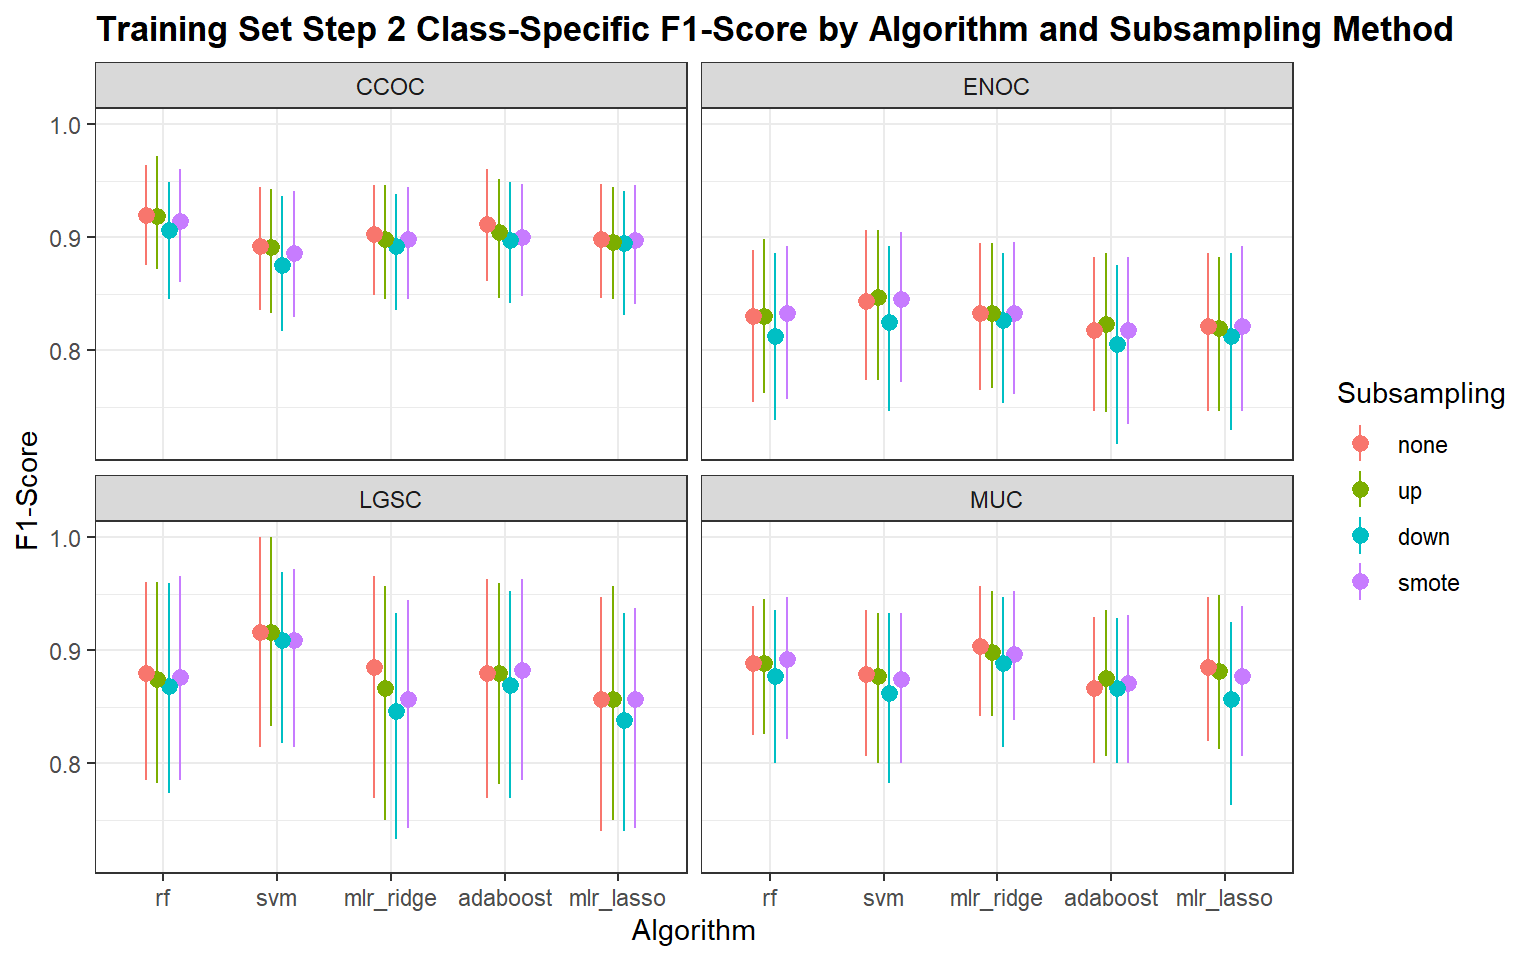 Training Set Step 2 Class-Specific F1-Score by Algorithm and Subsampling Method
CCOC
ENOC
1.0
0.9
0.8
LGSC
MUC
1.0
0.9
0.8
F1-Score
rf svm mlr_ridge adaboost mlr_lasso
rf svm mlr_ridge adaboost mlr_lasso
Algorithm
Subsampling
none
up
down
smote